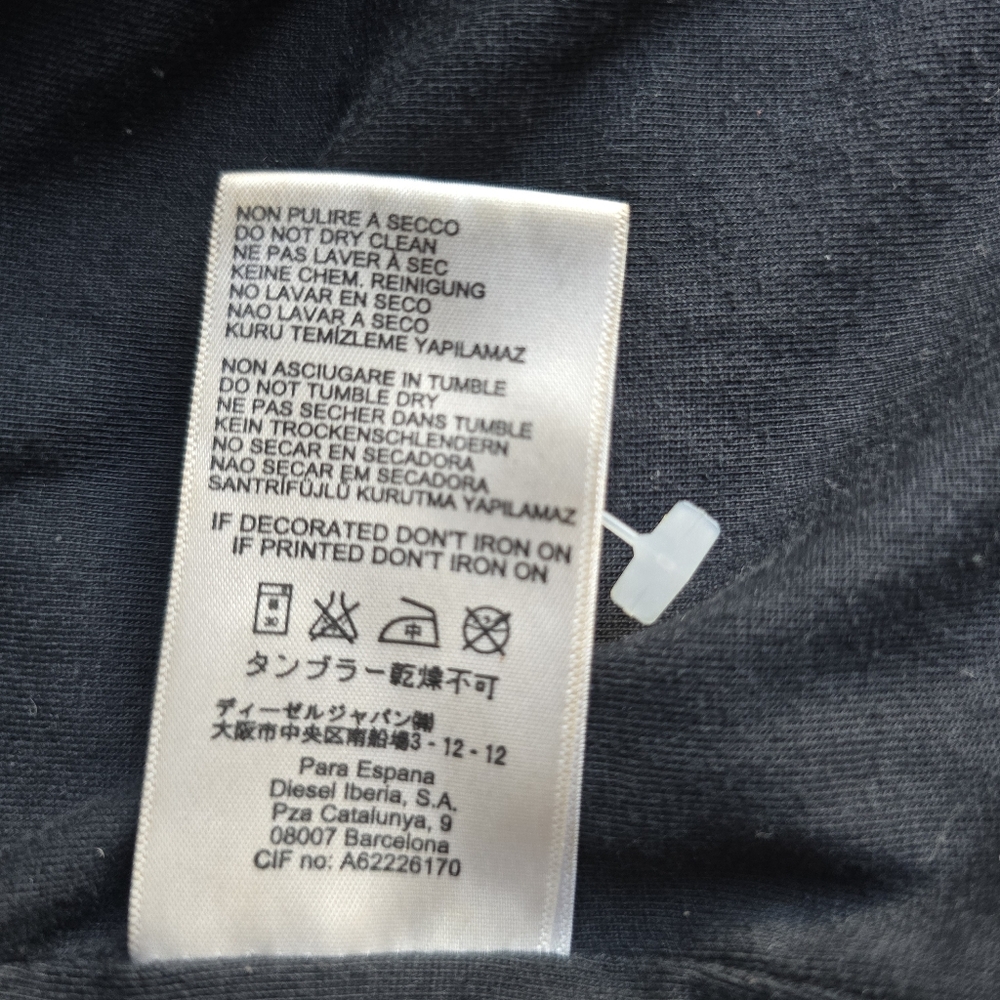 NON PULIRE A SECCO
DO NOT DRY CLEAN
NE PAS LAVER À SEC
KEINE CHEM. REINIGUNG
NO LAVAR EN SECO
NAO LAVAR A SECO
KURU TEMİZLEME YAPILAMAZ
NON ASCIUGARE IN TUMBLE
DO NOT TUMBLE DRY
NE PAS SECHER DANS TUMBLE
KEIN TROCKENSCHLENDERN
NO SECAR EN SECADORA
NAO SECAR EM SECADORA
SANTRİFÜJLÜ KURUTMA YAPILAMAZ
IF DECORATED DON'T IRON ON
IF PRINTED DON'T IRON ON
30 中
タンブラー乾燥不可
ディーゼルジャパン㈱
大阪市中央区南船場3 - 12 - 12
Para Espana
Diesel Iberia, S.A.
Pza Catalunya, 9
08007 Barcelona
CIF no: A62226170